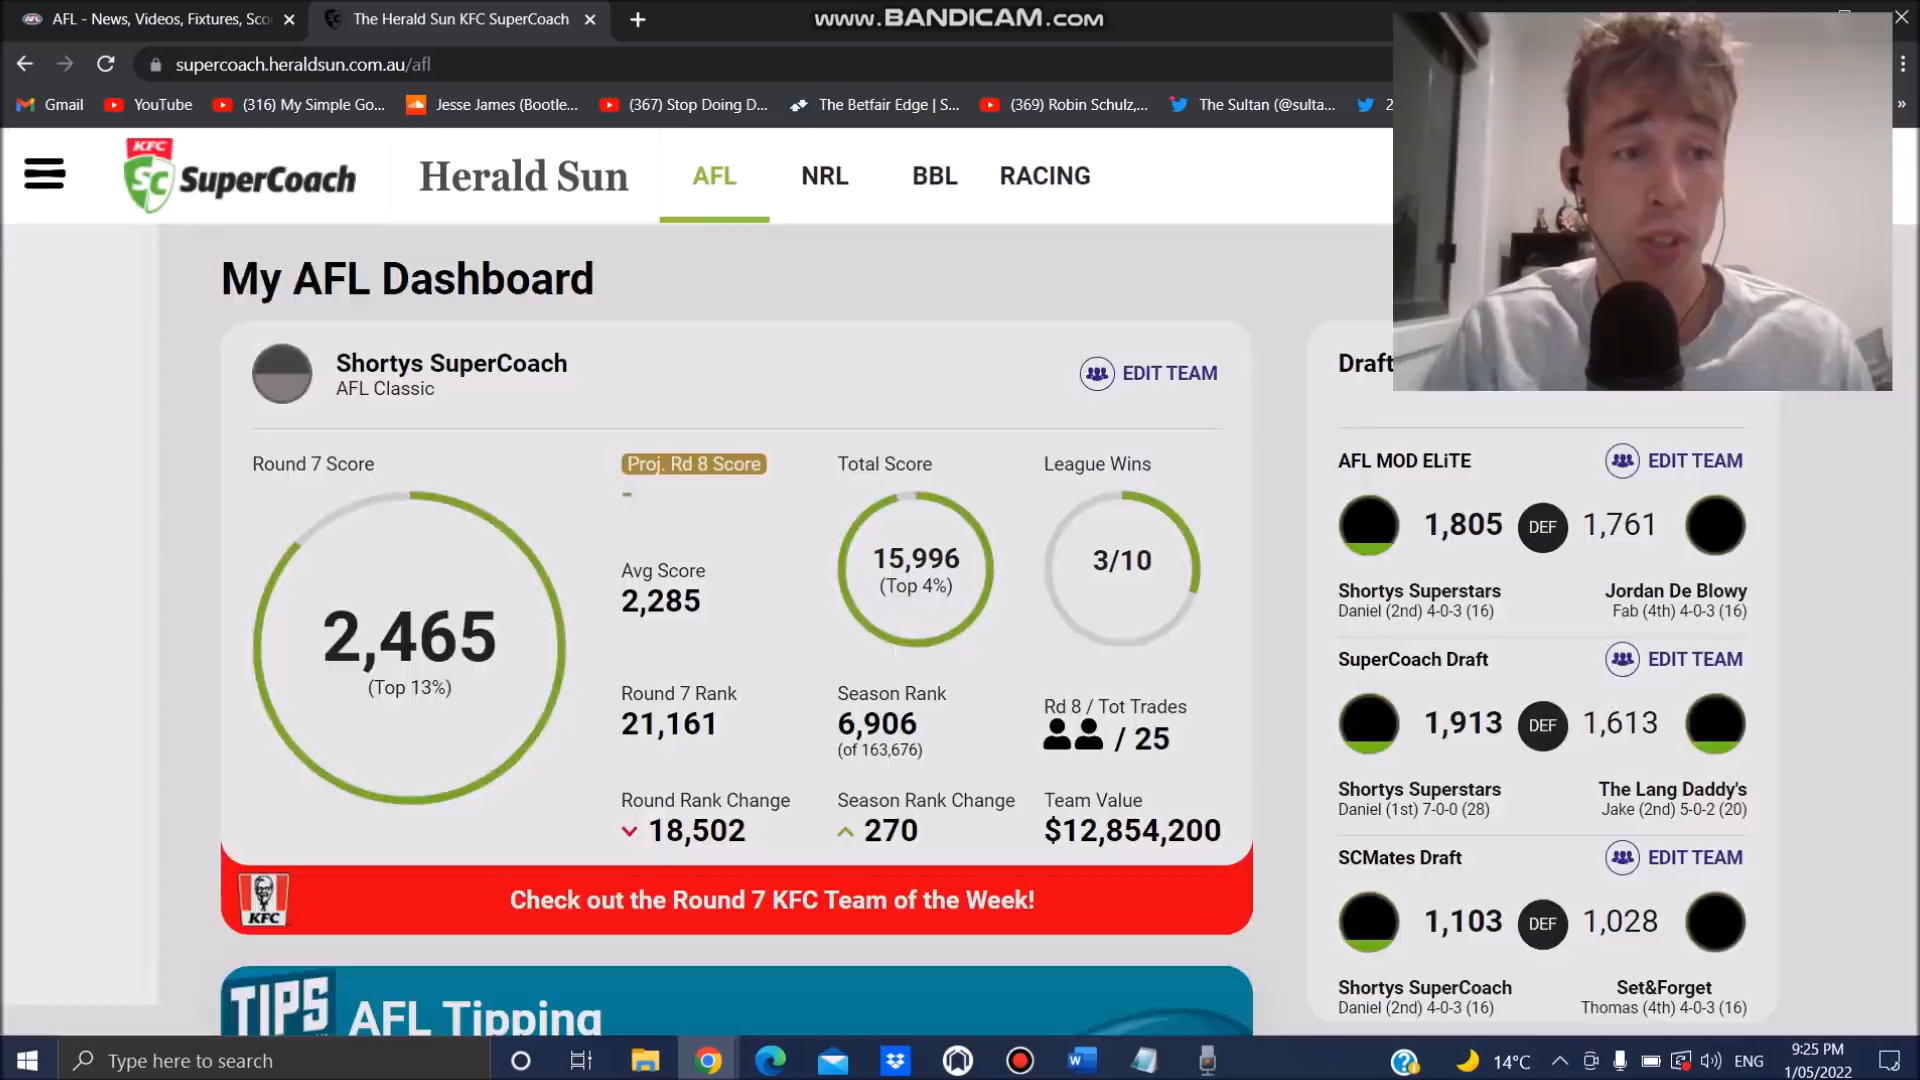 AFL - News, Videos, Fixtures, Sco
The Herald Sun KFC SuperCoach
www.BANDICAM.com
supercoach.heraldsun.com.au/afl
Gmail
YouTube
(316) My Simple Go...
Jesse James (Bootle...
(367) Stop Doing D...
The Betfair Edge | S...
(369) Robin Schulz,...
The Sultan (@sulta...
2
KFC
SC
SuperCoach
Herald Sun
AFL
NRL
BBL
RACING
My AFL Dashboard
Shortys SuperCoach
AFL Classic
EDIT TEAM
Round 7 Score
2,465
(Top 13%)
Proj. Rd 8 Score
-
Avg Score
2,285
Round 7 Rank
21,161
Round Rank Change
18,502
Total Score
15,996
(Top 4%)
Season Rank
6,906
(of 163,676)
Season Rank Change
270
League Wins
3/10
Rd 8 / Tot Trades
/ 25
Team Value
$12,854,200
KFC
Check out the Round 7 KFC Team of the Week!
TIPS
AFL Tipping
Draft
AFL MOD ELiTE
EDIT TEAM
1,805 DEF 1,761
Shortys Superstars
Daniel (2nd) 4-0-3 (16)
Jordan De Blowy
Fab (4th) 4-0-3 (16)
SuperCoach Draft
EDIT TEAM
1,913 DEF 1,613
Shortys Superstars
Daniel (1st) 7-0-0 (28)
The Lang Daddy's
Jake (2nd) 5-0-2 (20)
SCMates Draft
EDIT TEAM
1,103 DEF 1,028
Shortys SuperCoach
Daniel (2nd) 4-0-3 (16)
Set&Forget
Thomas (4th) 4-0-3 (16)
Type here to search
14°C
ENG
9:25 PM
1/05/2022